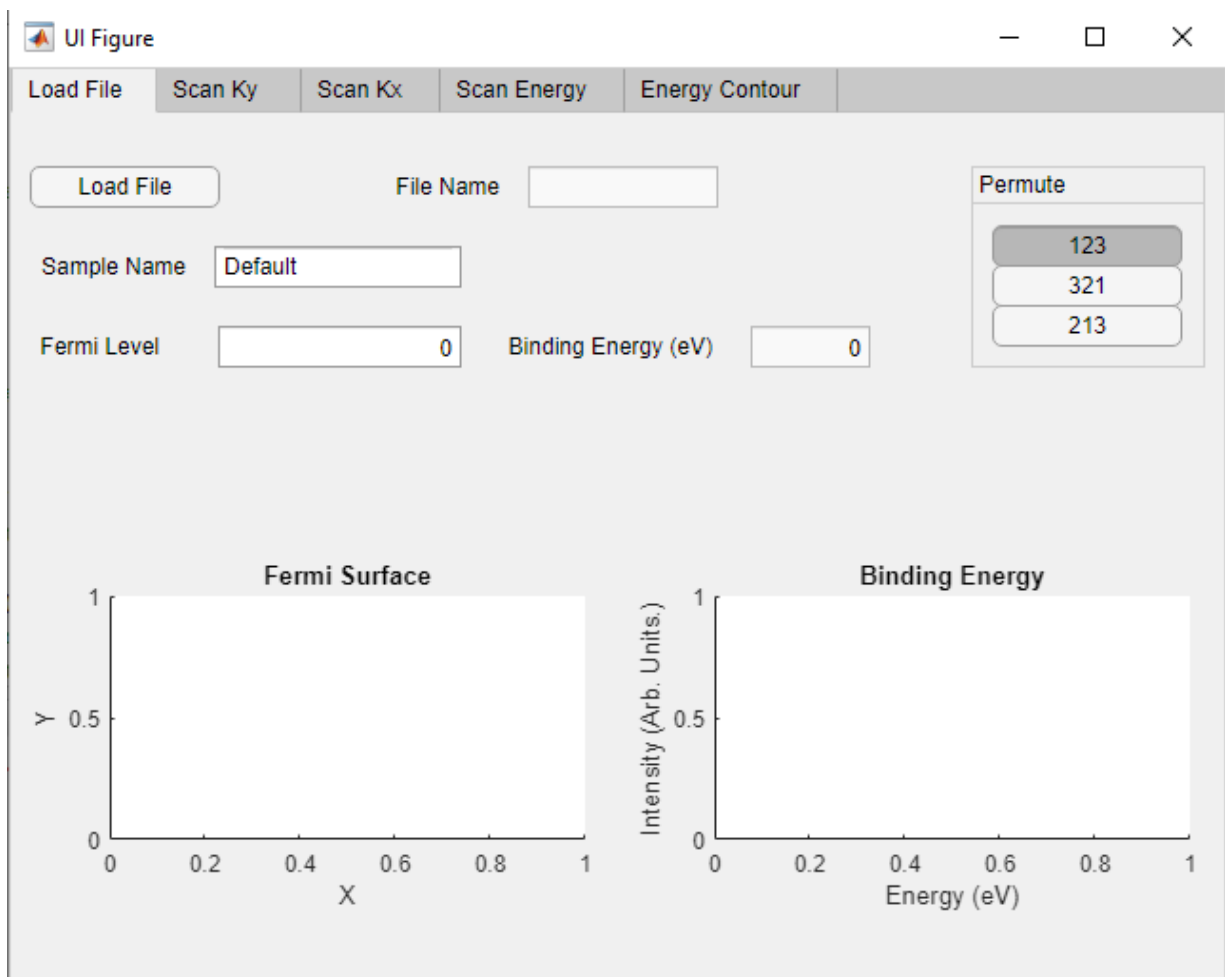 UI Figure
Load File Scan Ky Scan Kx Scan Energy Energy Contour
Load File File Name Permute
123
Sample Name Default
321
213
Fermi Level 0 Binding Energy (eV) 0
Fermi Surface
1
0.5
0
0 0.2 0.4 0.6 0.8 1
X
Y
Binding Energy
1
0.5
0
0 0.2 0.4 0.6 0.8 1
Energy (eV)
Intensity (Arb. Units.)